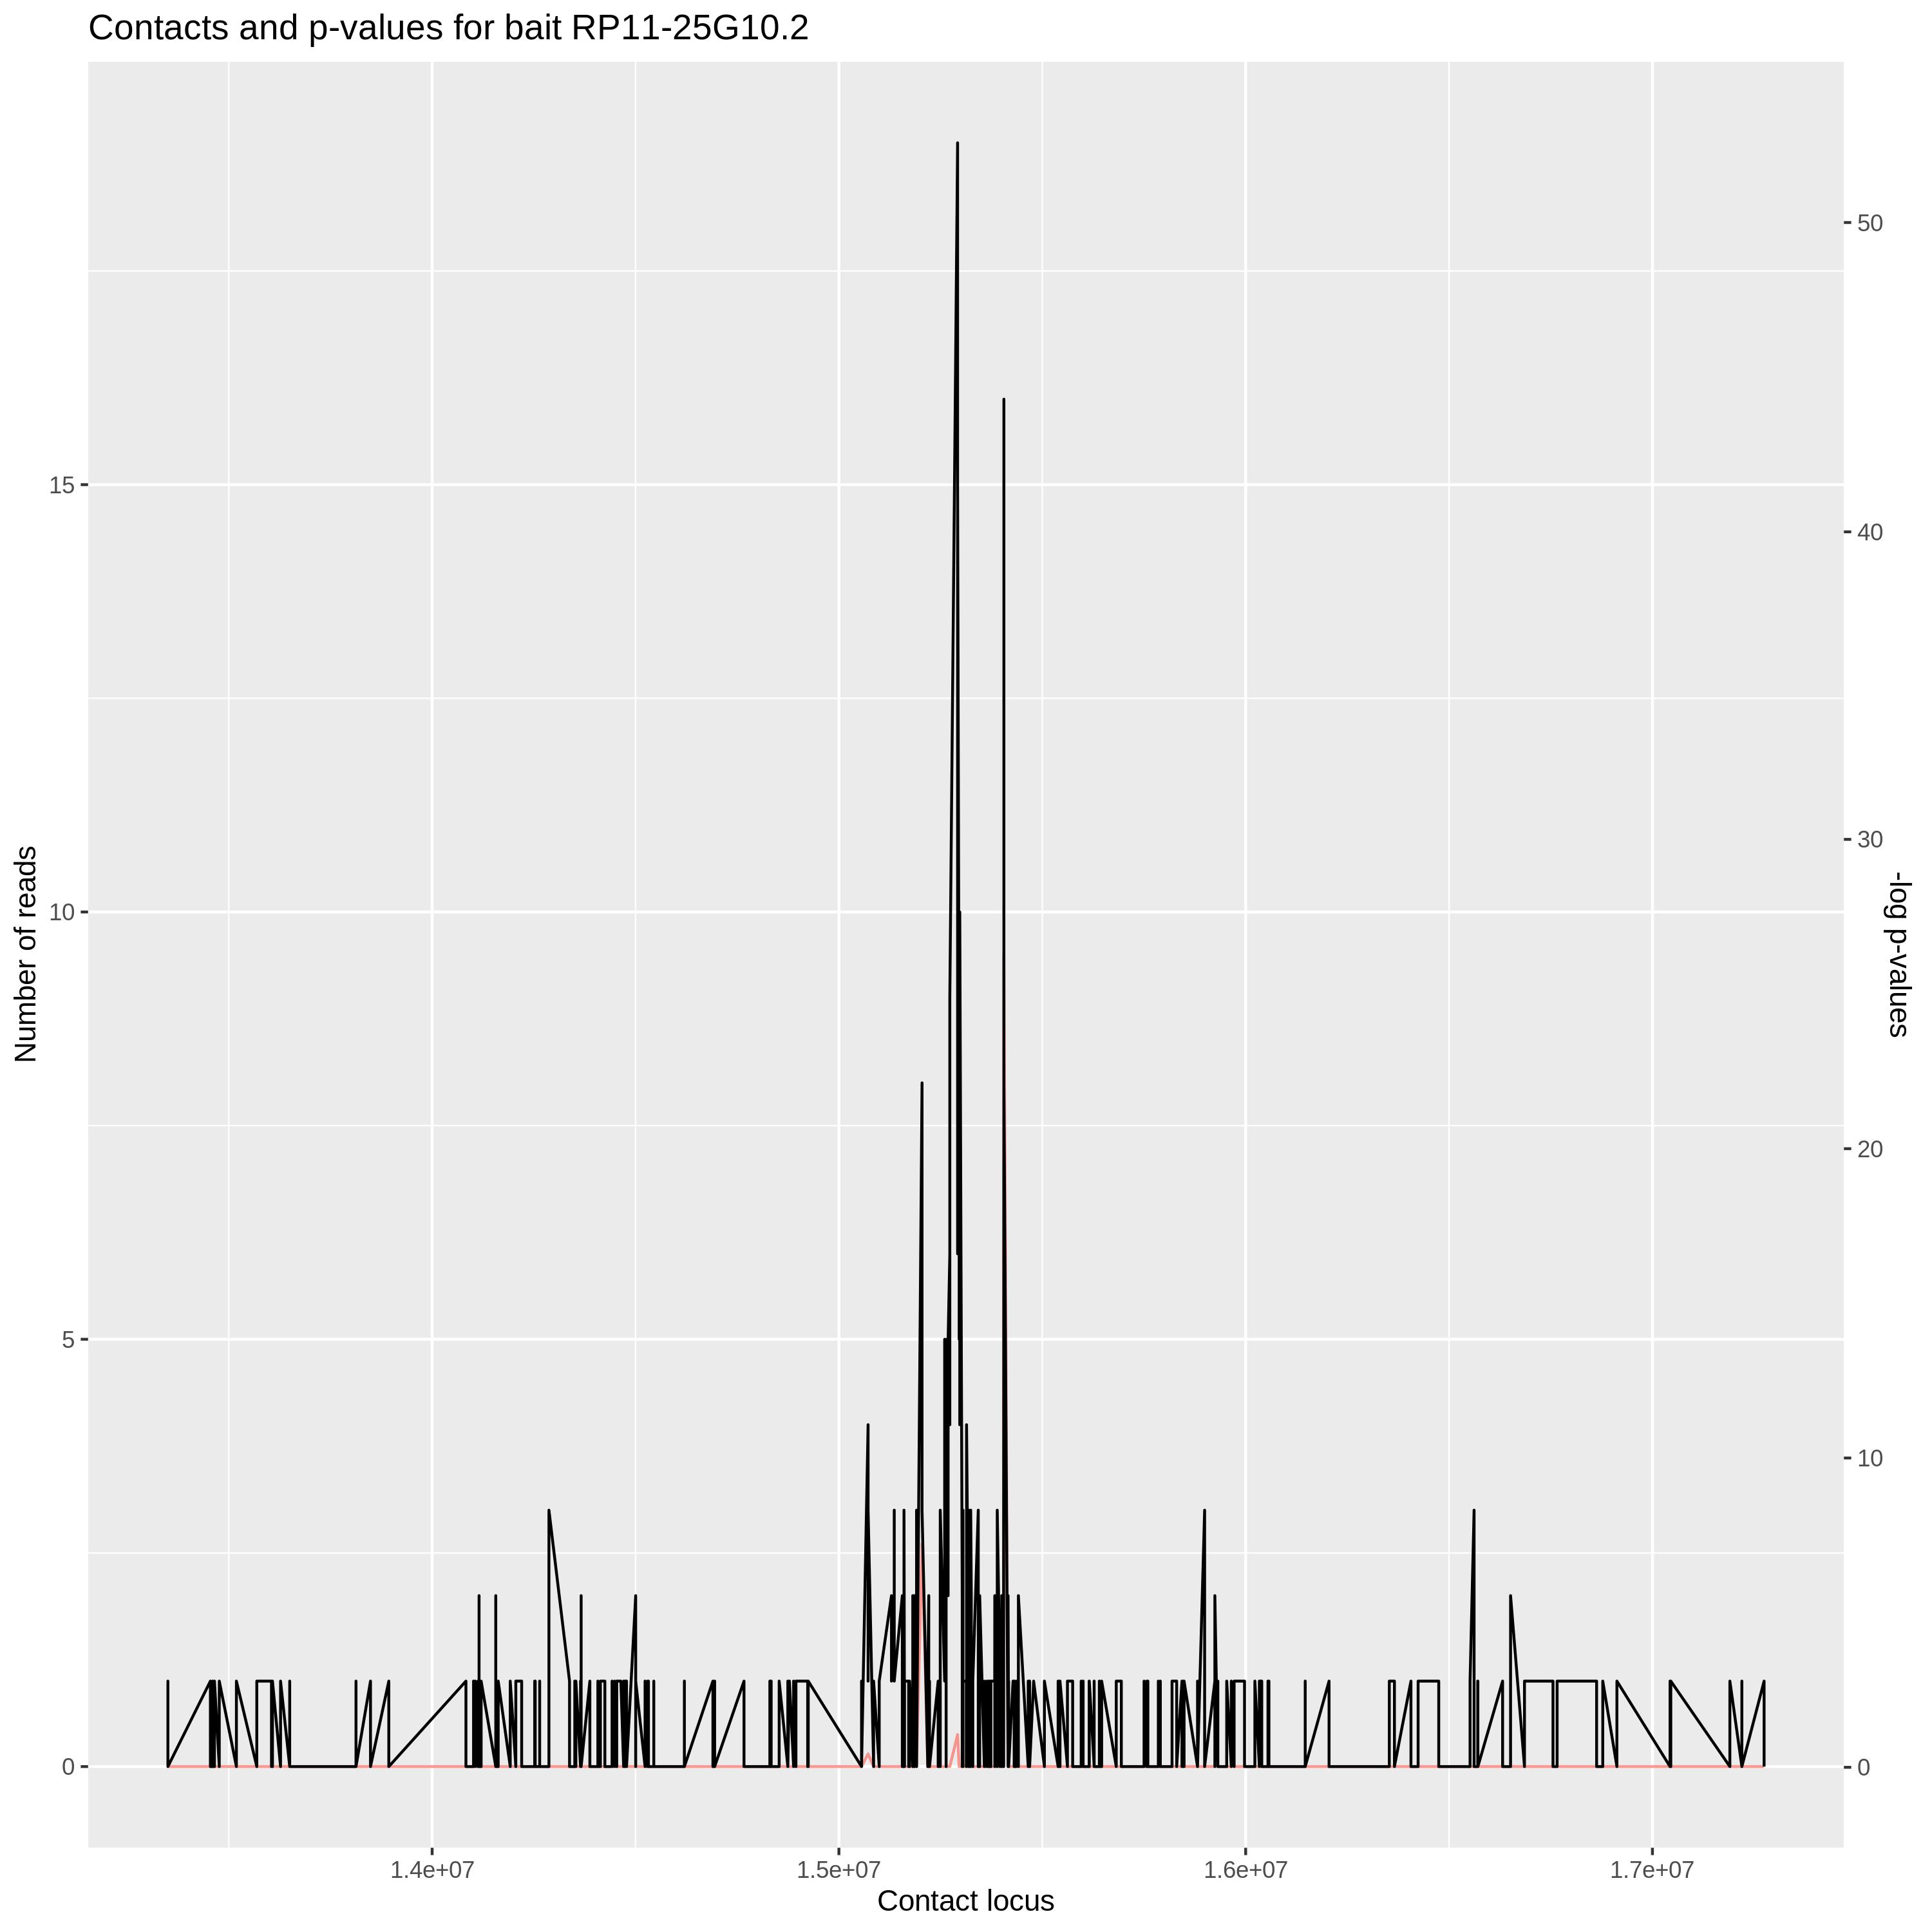 Contacts and p-values for bait RP11-25G10.2
Number of reads
15
10
5
0
50
40
30
20
10
0
-log p-values
1.4e+07
1.5e+07
1.6e+07
1.7e+07
Contact locus